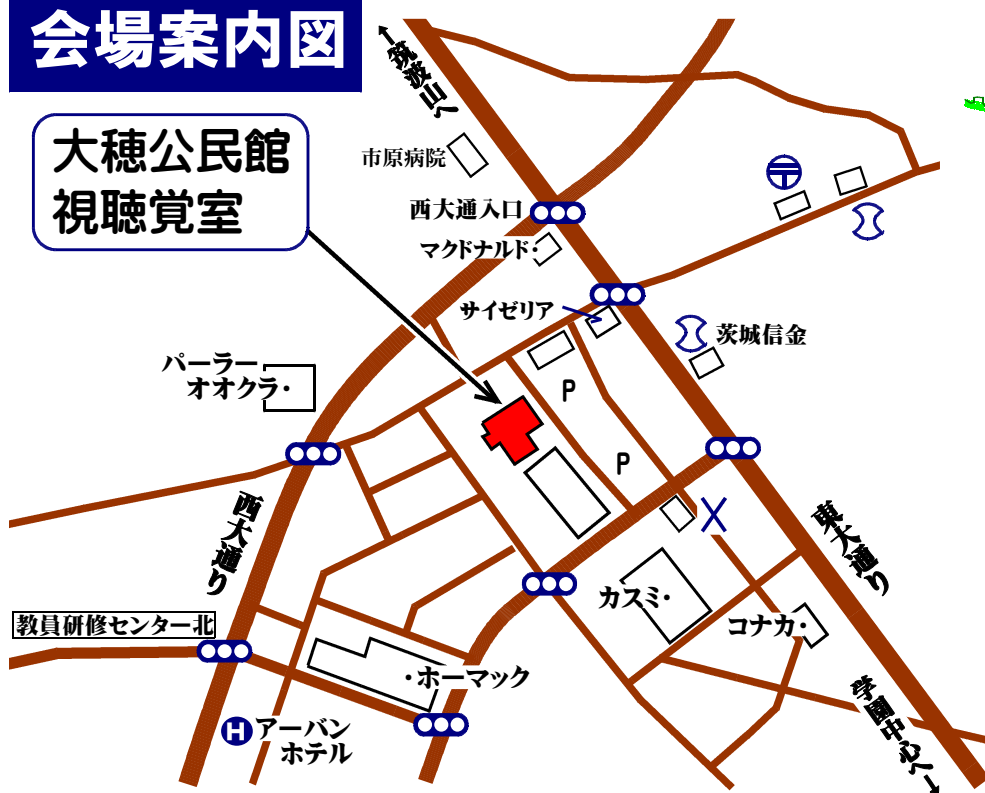 会場案内図
筑波山へ
大穂公民館
視聴覚室
市原病院
西大通入口
マクドナルド・
サイゼリア
茨城信金
パーラー
オオクラ・
P
P
西大通り
東大通り
カスミ・
教員研修センター北
コナカ・
・ホーマック
学園中心へ
H
アーバン
ホテル